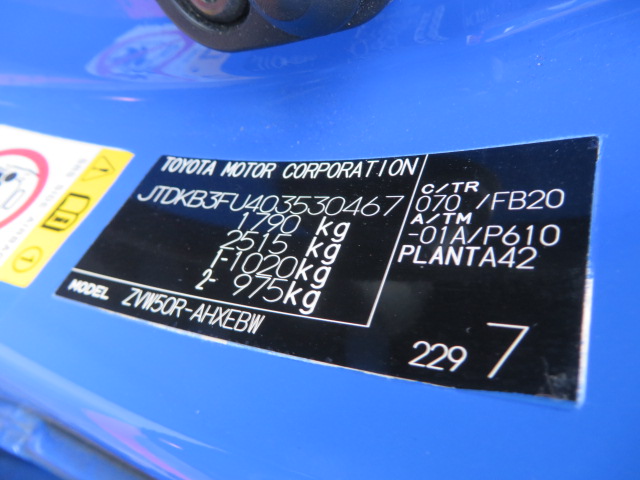 TOYOTA MOTOR CORPORATION
JTDKB3FU403530467
1790 kg
2515 kg
1-1020kg
2- 975kg
MODEL ZVW50R-AHXEBW
C/TR
070 /FB20
A/TM
-01A/P610
PLANTA42
229 7